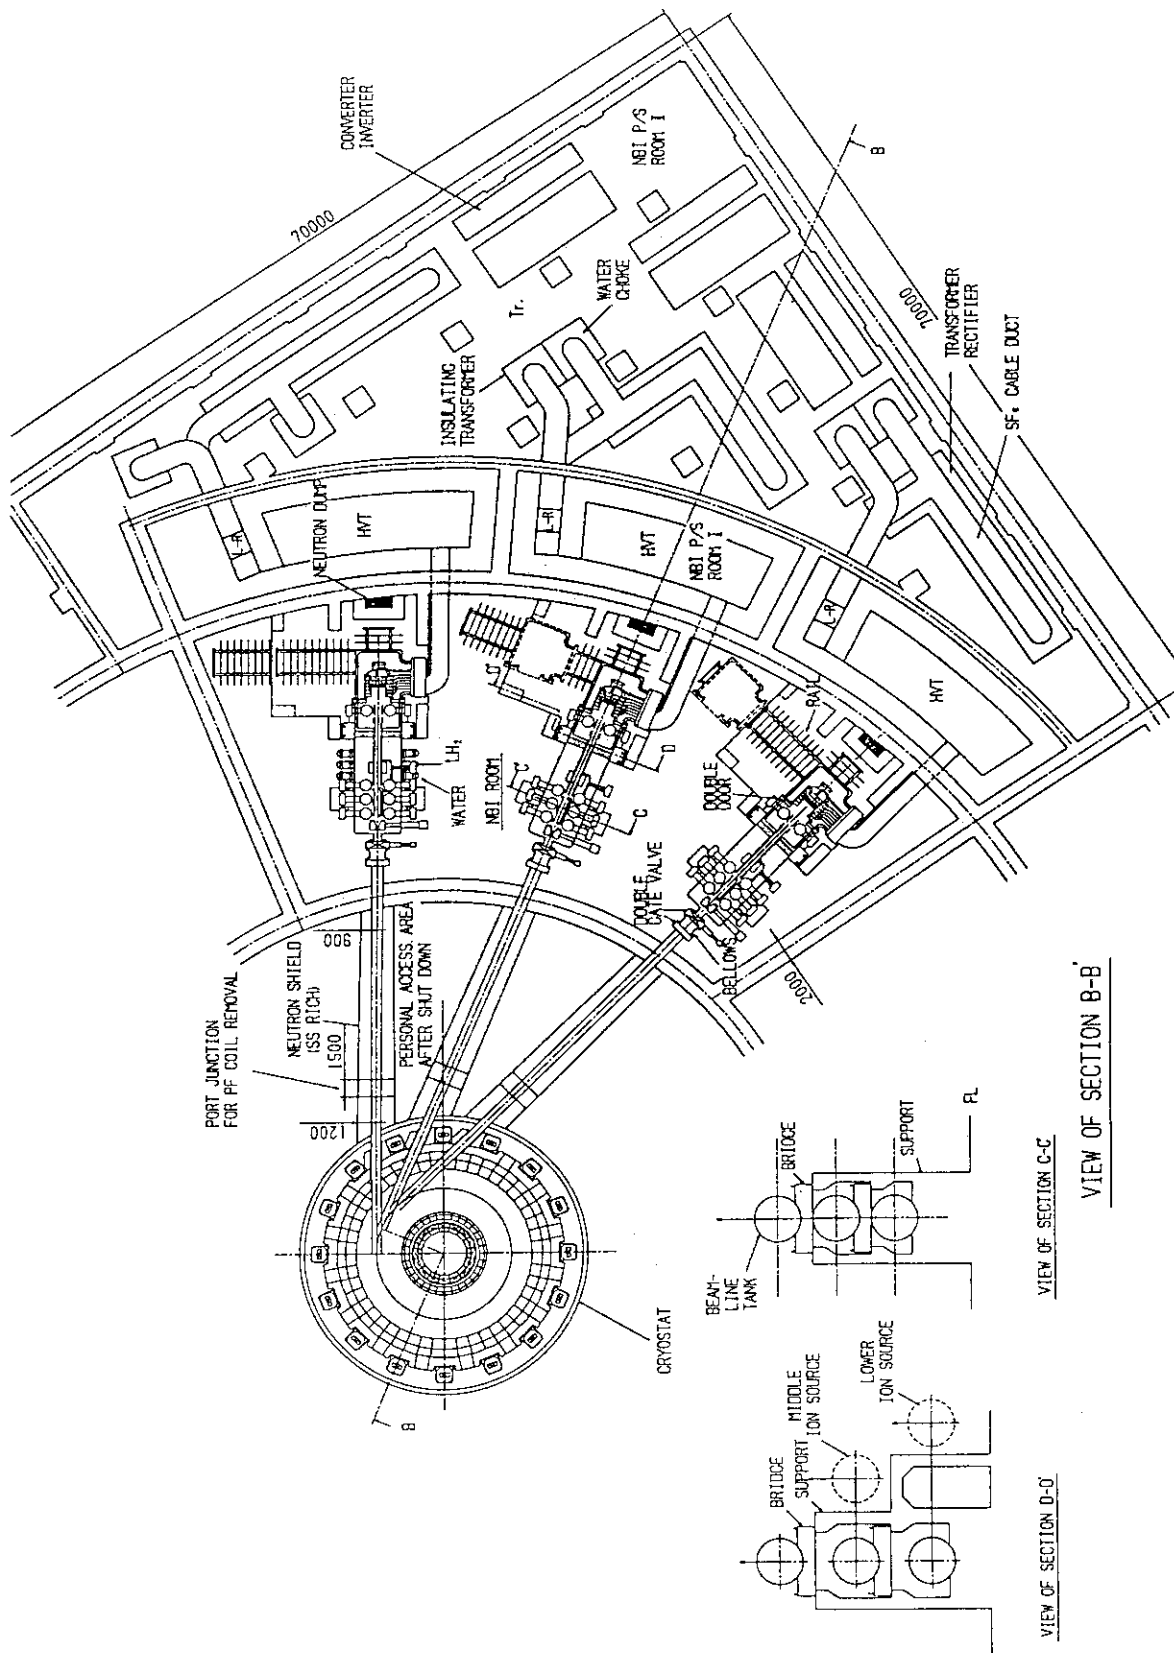 CONVERTER
INVERTER
70000
NBI P/S
ROOM I
B
Tr.
WATER
CHOKE
INSULATING
TRANSFORMER
70000
TRANSFORMER
RECTIFIER
SF₆ CABLE DUCT
NEUTRON DUMP
L-R
HVT
L-R
HVT
NBI P/S
ROOM I
L-R
HVT
LH₂
WATER
NBI ROOM
C'
C
D'
D
RAIL
DOUBLE
DOOR
DOUBLE
GATE VALVE
BELLOWS
2000
900
PORT JUNCTION
FOR PF COIL REMOVAL
NEUTRON SHIELD
(SS RICH)
1500
PERSONAL ACCESS AREA
AFTER SHUT DOWN
1200
CRYOSTAT
B
BEAM-
LINE
TANK
BRIDGE
SUPPORT
FL
VIEW OF SECTION C-C'
BRIDGE
SUPPORT
MIDDLE
ION SOURCE
LOWER
ION SOURCE
VIEW OF SECTION D-D'
VIEW OF SECTION B-B'